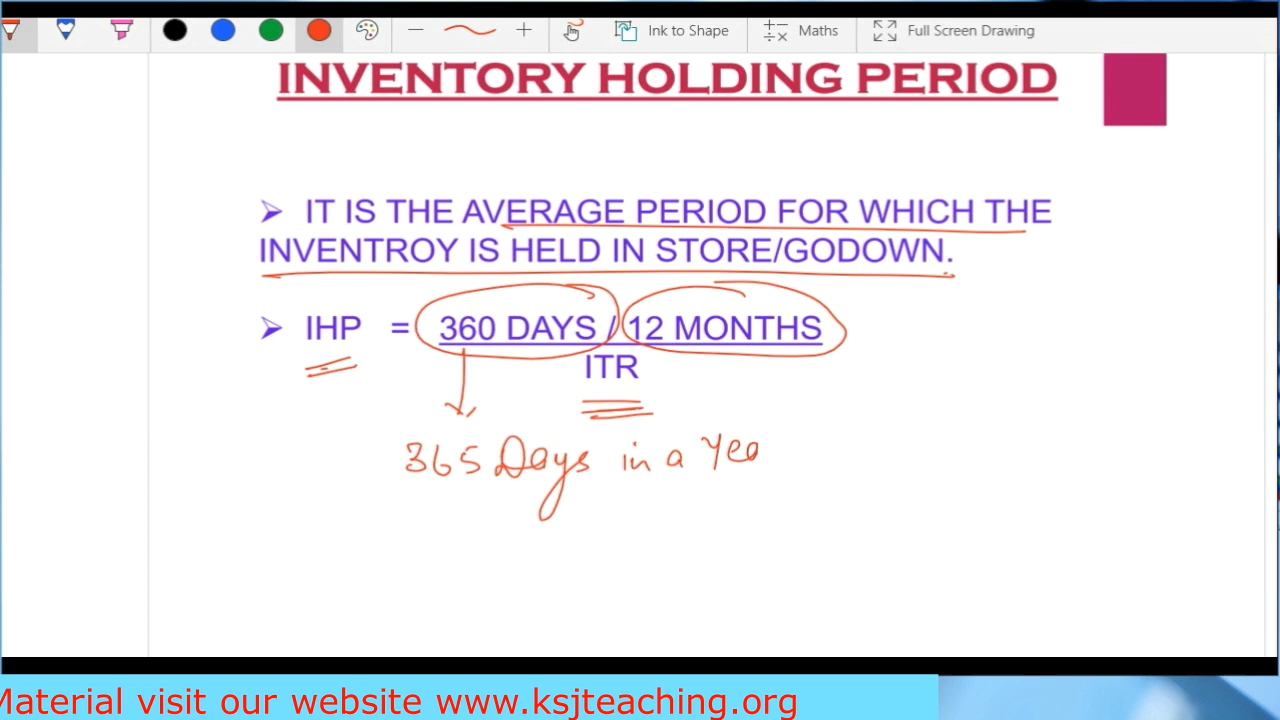 Ink to Shape Maths Full Screen Drawing
INVENTORY HOLDING PERIOD
➢ IT IS THE AVERAGE PERIOD FOR WHICH THE
INVENTROY IS HELD IN STORE/GODOWN.
➢ IHP = 360 DAYS / 12 MONTHS
ITR
365 Days in a Yea
Material visit our website www.ksjteaching.org